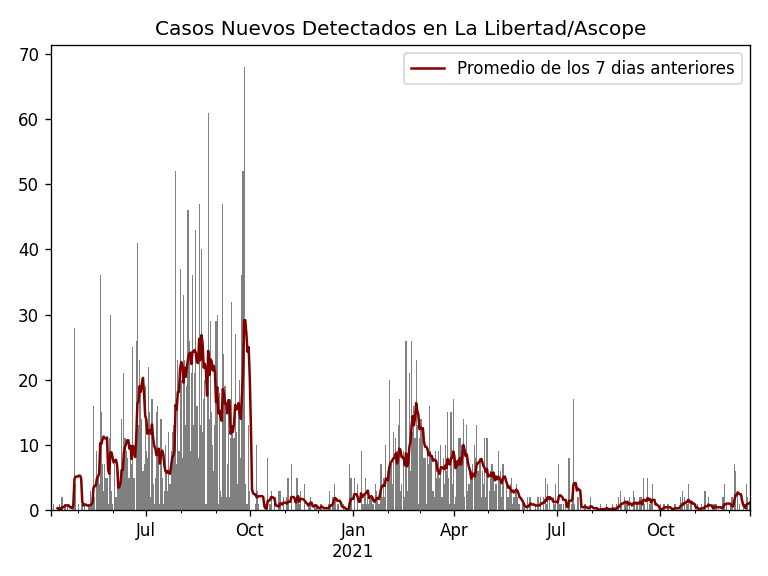 Casos Nuevos Detectados en La Libertad/Ascope
Promedio de los 7 dias anteriores
70
60
50
40
30
20
10
0
Jul
Oct
Jan
2021
Apr
Jul
Oct